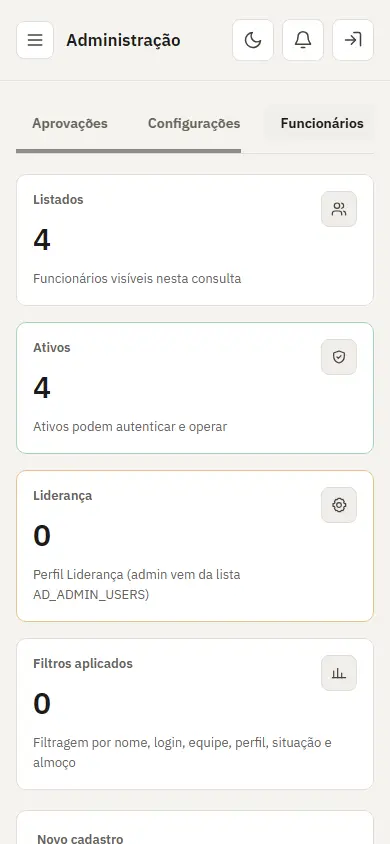 Administração
Aprovações Configurações Funcionários
Listados
4
Funcionários visíveis nesta consulta
Ativos
4
Ativos podem autenticar e operar
Liderança
0
Perfil Liderança (admin vem da lista
AD_ADMIN_USERS)
Filtros aplicados
0
Filtragem por nome, login, equipe, perfil, situação e
almoço
Novo cadastro